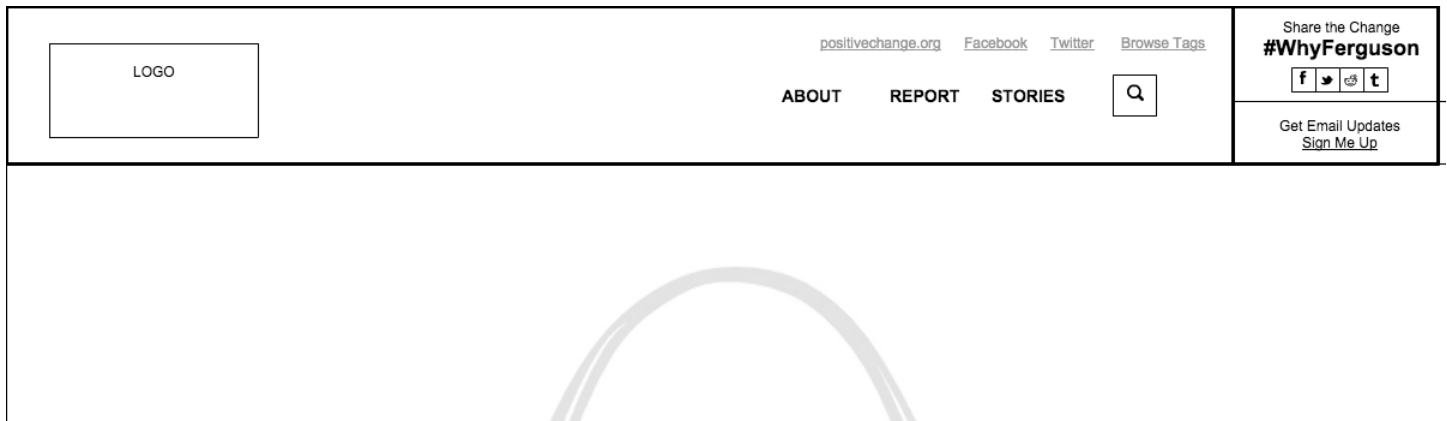 LOGO
positivechange.org Facebook Twitter Browse Tags
ABOUT REPORT STORIES
Share the Change
#WhyFerguson
Get Email Updates
Sign Me Up